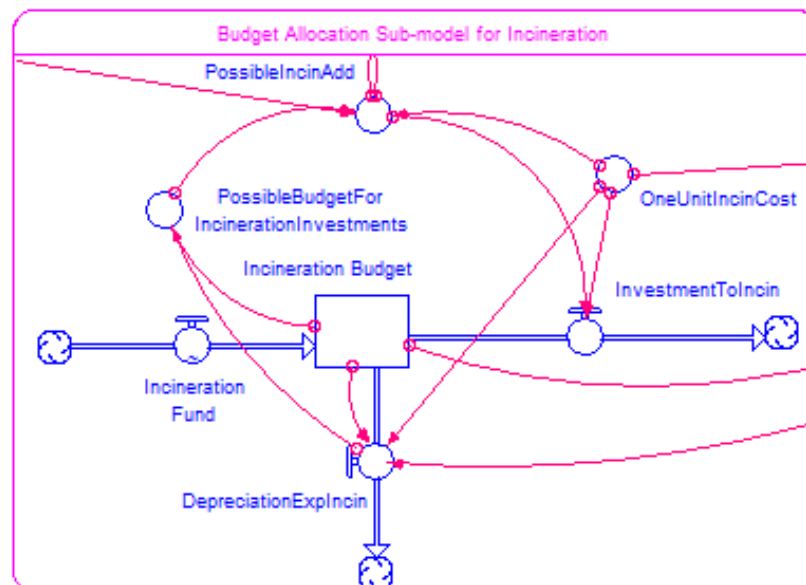 Budget Allocation Sub-model for Incineration
PossibleIncinAdd
PossibleBudgetFor
IncinerationInvestments
OneUnitIncinCost
Incineration Budget
InvestmentToIncin
Incineration
Fund
DepreciationExpIncin